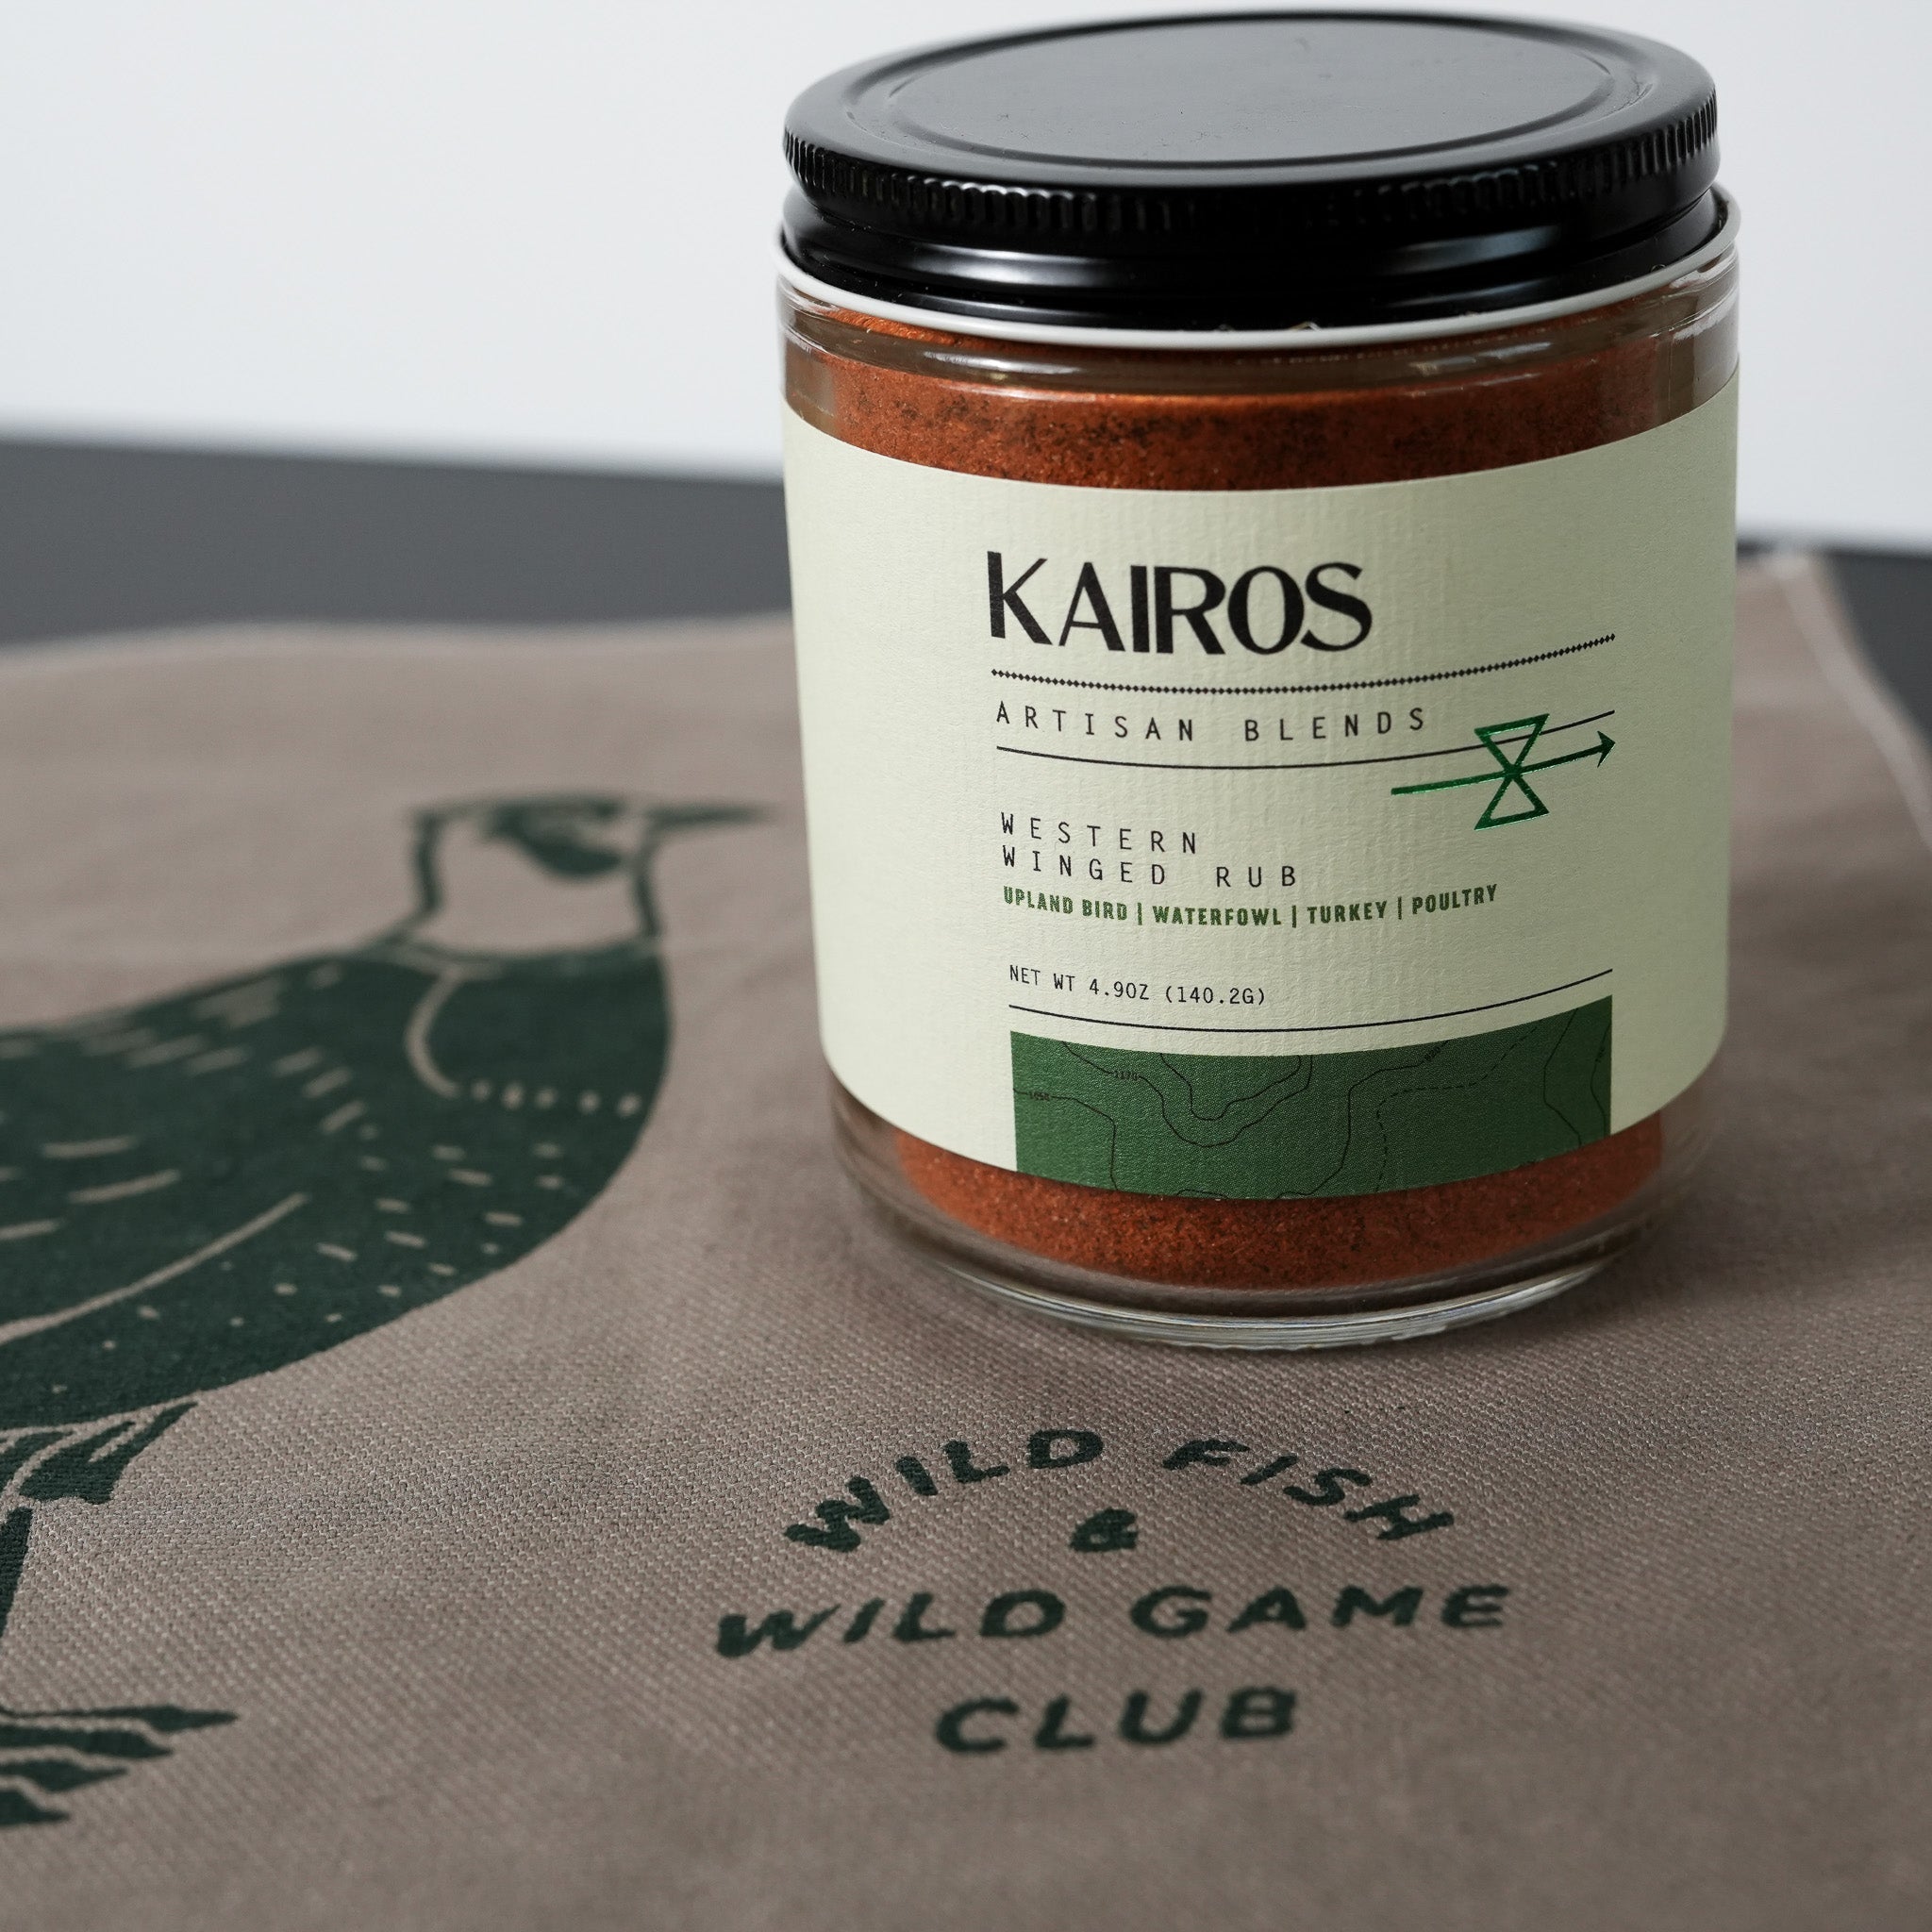 KAIROS
ARTISAN BLENDS
WESTERN
WINGED RUB
UPLAND BIRD | WATERFOWL | TURKEY | POULTRY
NET WT 4.9OZ (140.2G)
1170
WILD FISH
&
WILD GAME
CLUB